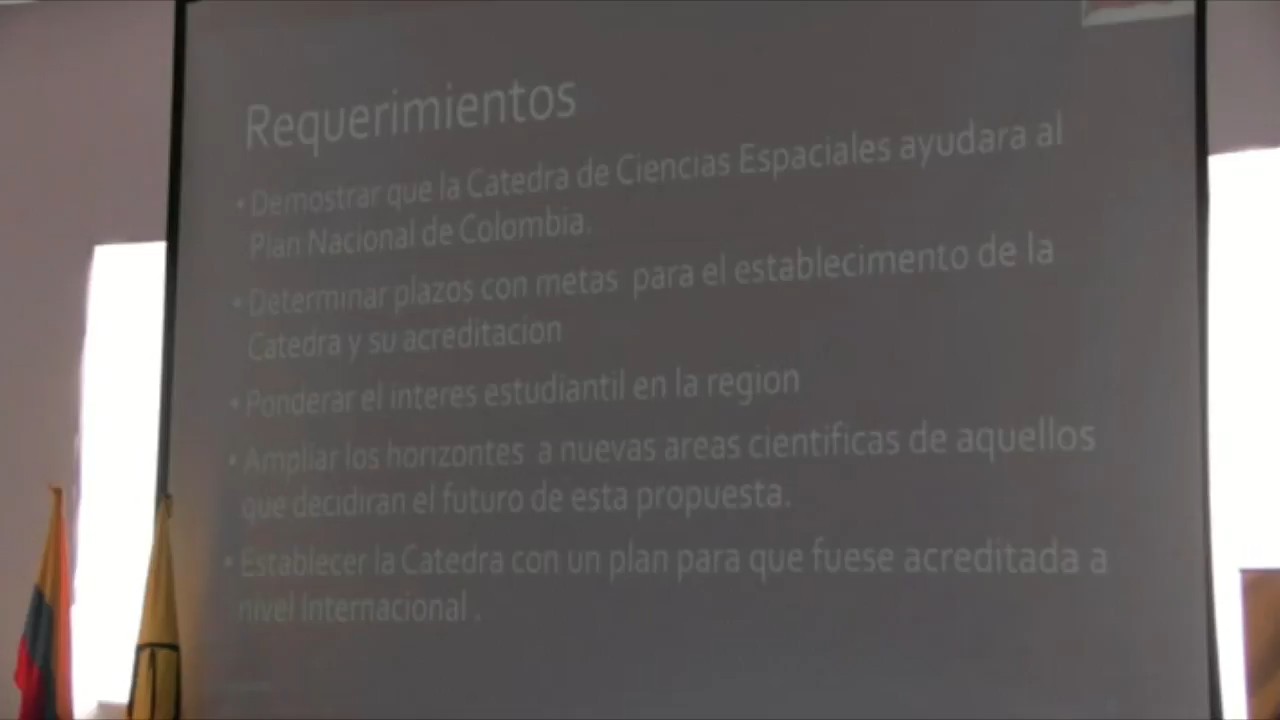 Requerimientos
• Demostrar que la Catedra de Ciencias Espaciales ayudara al
Plan Nacional de Colombia.
• Determinar plazos con metas para el establecimento de la
Catedra y su acreditacion
• Ponderar el interes estudiantil en la region
• Ampliar los horizontes a nuevas areas cientificas de aquellos
que decidiran el futuro de esta propuesta.
• Establecer la Catedra con un plan para que fuese acreditada a
nivel Internacional .